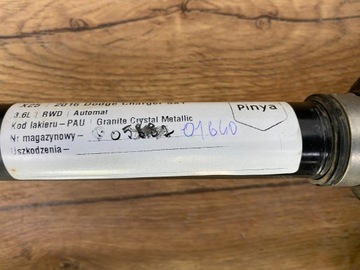 X25 2016 Dodge Charger
3.6L | RWD | Automat
Kod lakieru – PAU | Granite Crystal Metallic
Nr magazynowy – 01640
Uszkodzenia –
Pinya